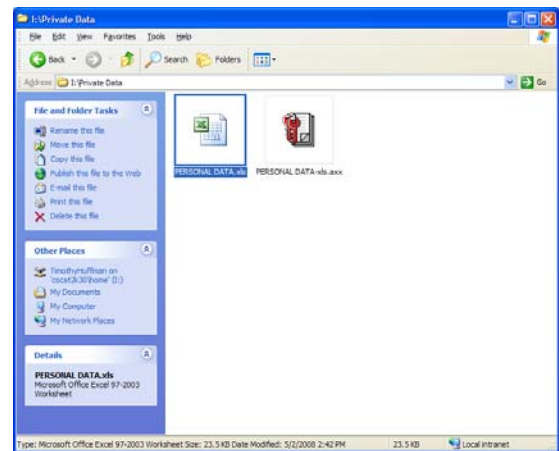 I:\Private Data
File Edit View Favorites Tools Help
Back Search Folders
Address I:\Private Data Go
File and Folder Tasks
Rename this file
Move this file
Copy this file
Publish this file to the Web
E-mail this file
Print this file
Delete this file
PERSONAL DATA.xls PERSONAL DATA-xls.axx
Other Places
TimothyHuffman on
My Documents
My Computer
My Network Places
Details
PERSONAL DATA.xls
Microsoft Office Excel 97-2003
Worksheet
Type: Microsoft Office Excel 97-2003 Worksheet Size: 23.5 KB Date Modified: 5/2/2008 2:42 PM 23.5 KB Local intranet